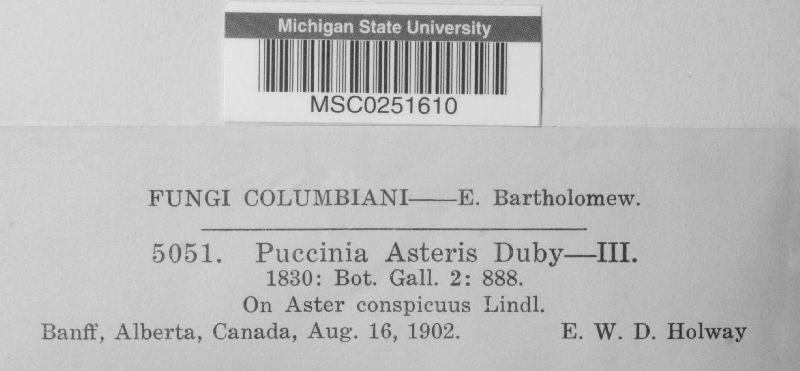 Michigan State University
MSC0251610
FUNGI COLUMBIANI——E. Bartholomew.
5051. Puccinia Asteris Duby—III.
1830: Bot. Gall. 2: 888.
On Aster conspicuus Lindl.
Banff, Alberta, Canada, Aug. 16, 1902. E. W. D. Holway